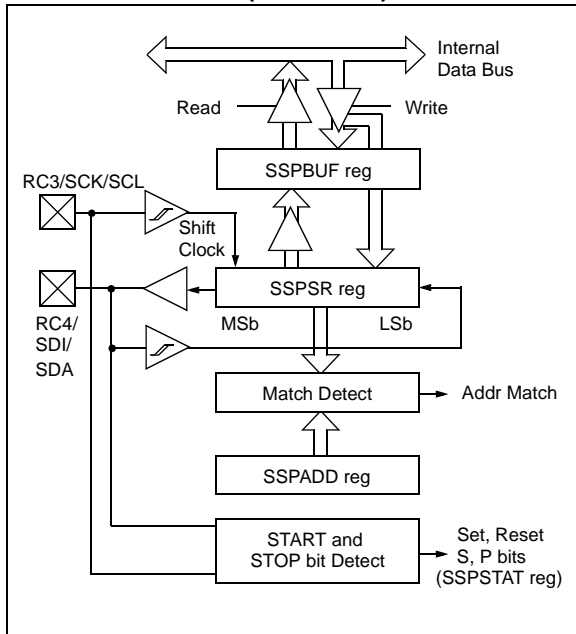 Internal
Data Bus
Read
Write
SSPBUF reg
RC3/SCK/SCL
Shift
Clock
SSPSR reg
MSb
LSb
RC4/
SDI/
SDA
Match Detect
Addr Match
SSPADD reg
START and
STOP bit Detect
Set, Reset
S, P bits
(SSPSTAT reg)